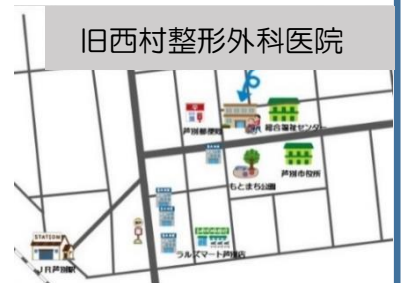 旧西村整形外科医院
芦別郵便局
総合福祉センター
芦別市役所
もとまち公園
STATION
JR芦別駅
ラルズマート芦別店